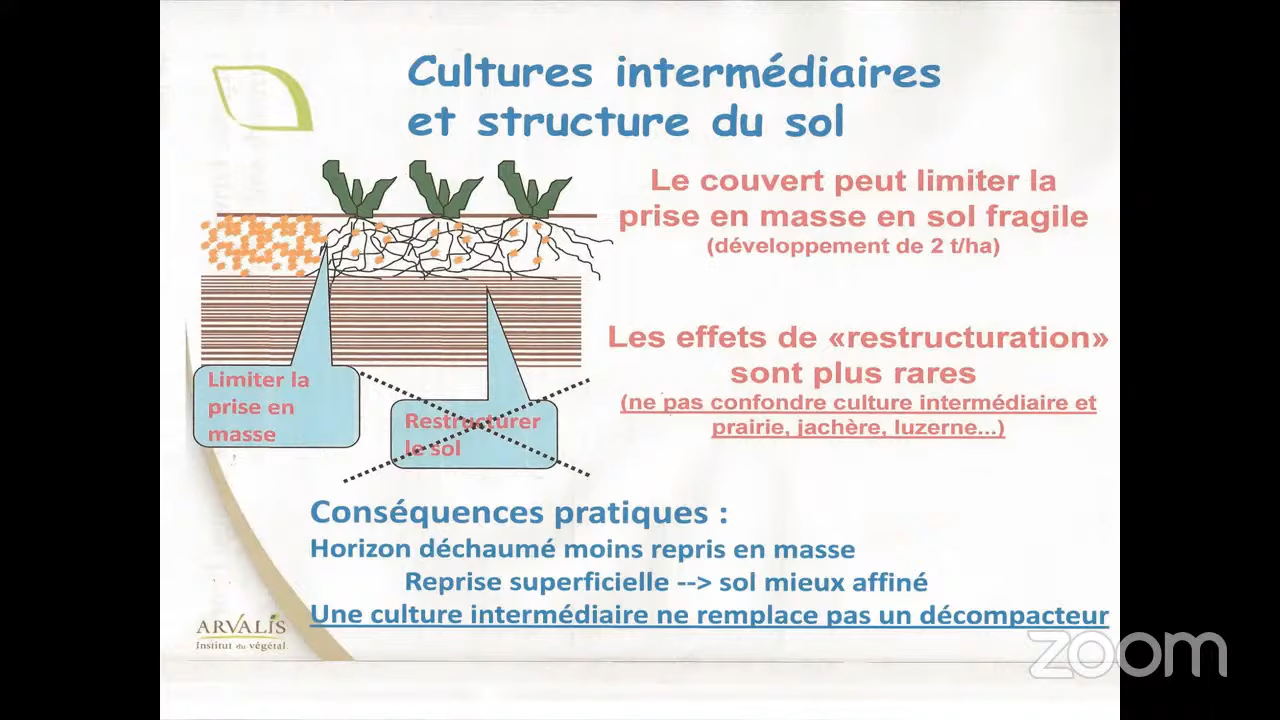 Cultures intermédiaires
et structure du sol
Le couvert peut limiter la
prise en masse en sol fragile
(développement de 2 t/ha)
Les effets de «restructuration»
sont plus rares
(ne pas confondre culture intermédiaire et
prairie, jachère, luzerne...)
Limiter la
prise en
masse
Restructurer
le sol
Conséquences pratiques :
Horizon déchaumé moins repris en masse
Reprise superficielle --> sol mieux affiné
Une culture intermédiaire ne remplace pas un décompacteur
ARVALIS
Institut du végétal
zoom